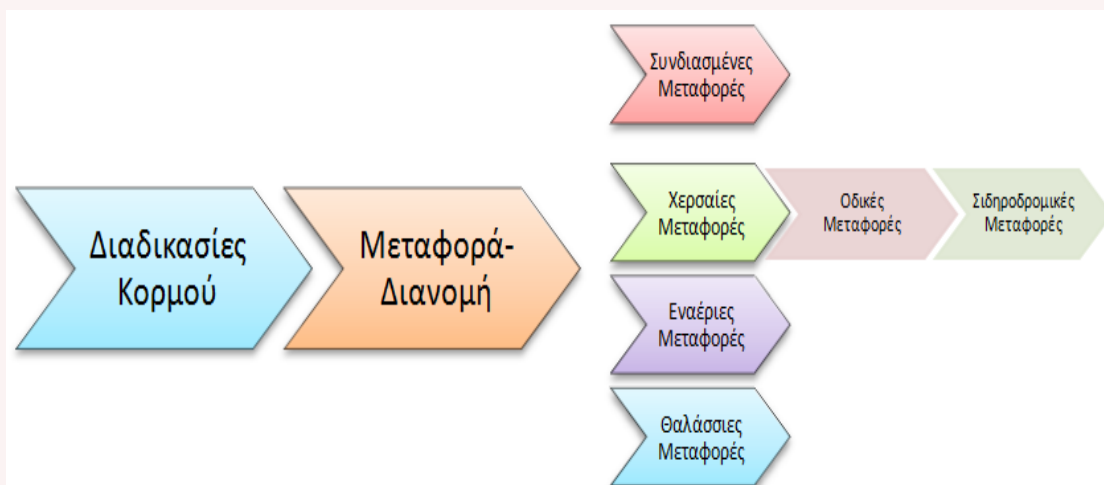 Διαδικασίες
Κορμού
Μεταφορά-
Διανομή
Συνδιασμένες
Μεταφορές
Χερσαίες
Μεταφορές
Οδικές
Μεταφορές
Σιδηροδρομικές
Μεταφορές
Εναέριες
Μεταφορές
Θαλάσσιες
Μεταφορές